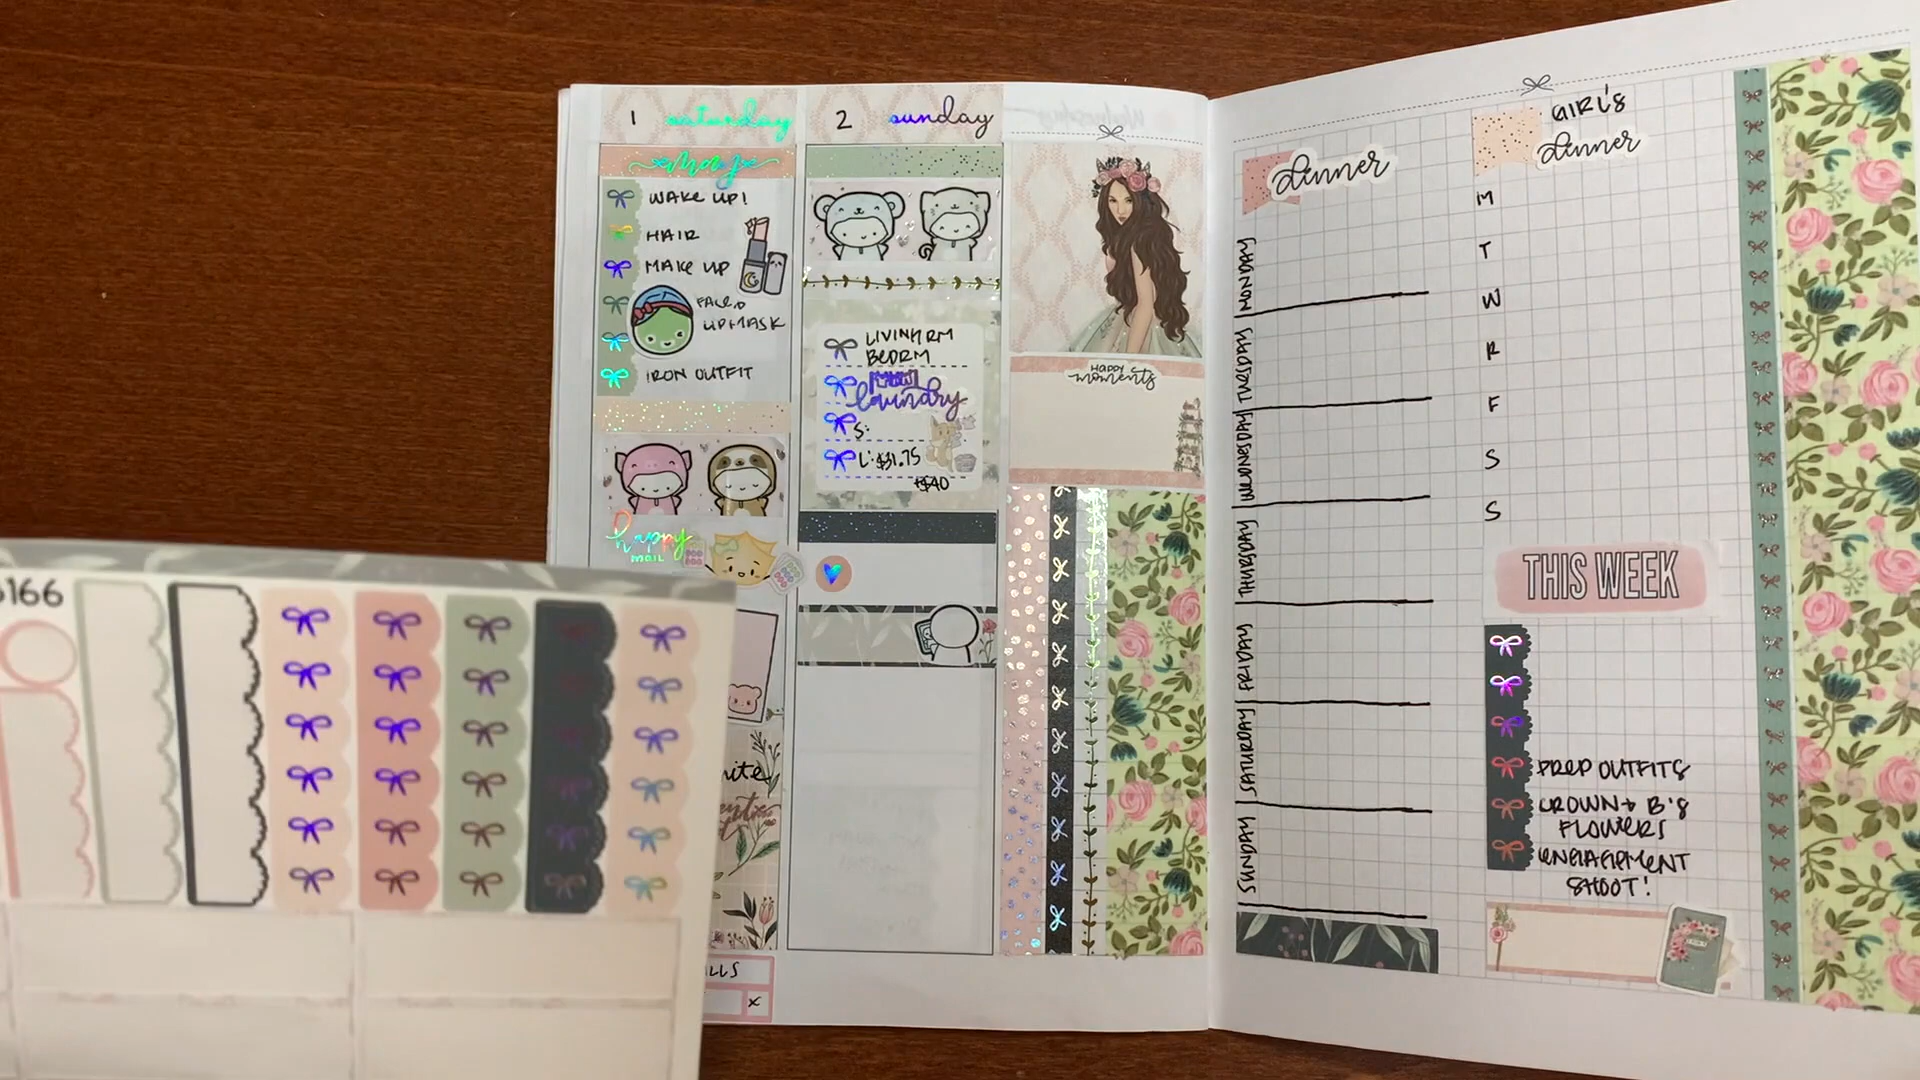 1 saturday
may
WAKE UP!
HAIR
MAKE UP
FACE &
LIP MASK
IRON OUTFIT
happy
MAIL
2 sunday
LIVING RM
BEDRM
laundry
S:
L: $31.75
+$40
HAPPY
moments
dinner
MONDAY
TUESDAY
WEDNESDAY
THURSDAY
FRIDAY
SATURDAY
SUNDAY
GIRL'S
dinner
M
T
W
R
F
S
S
THIS WEEK
PREP OUTFITS
CROWN + B'S
FLOWERS
ENGAGEMENT
SHOOT!
166
x